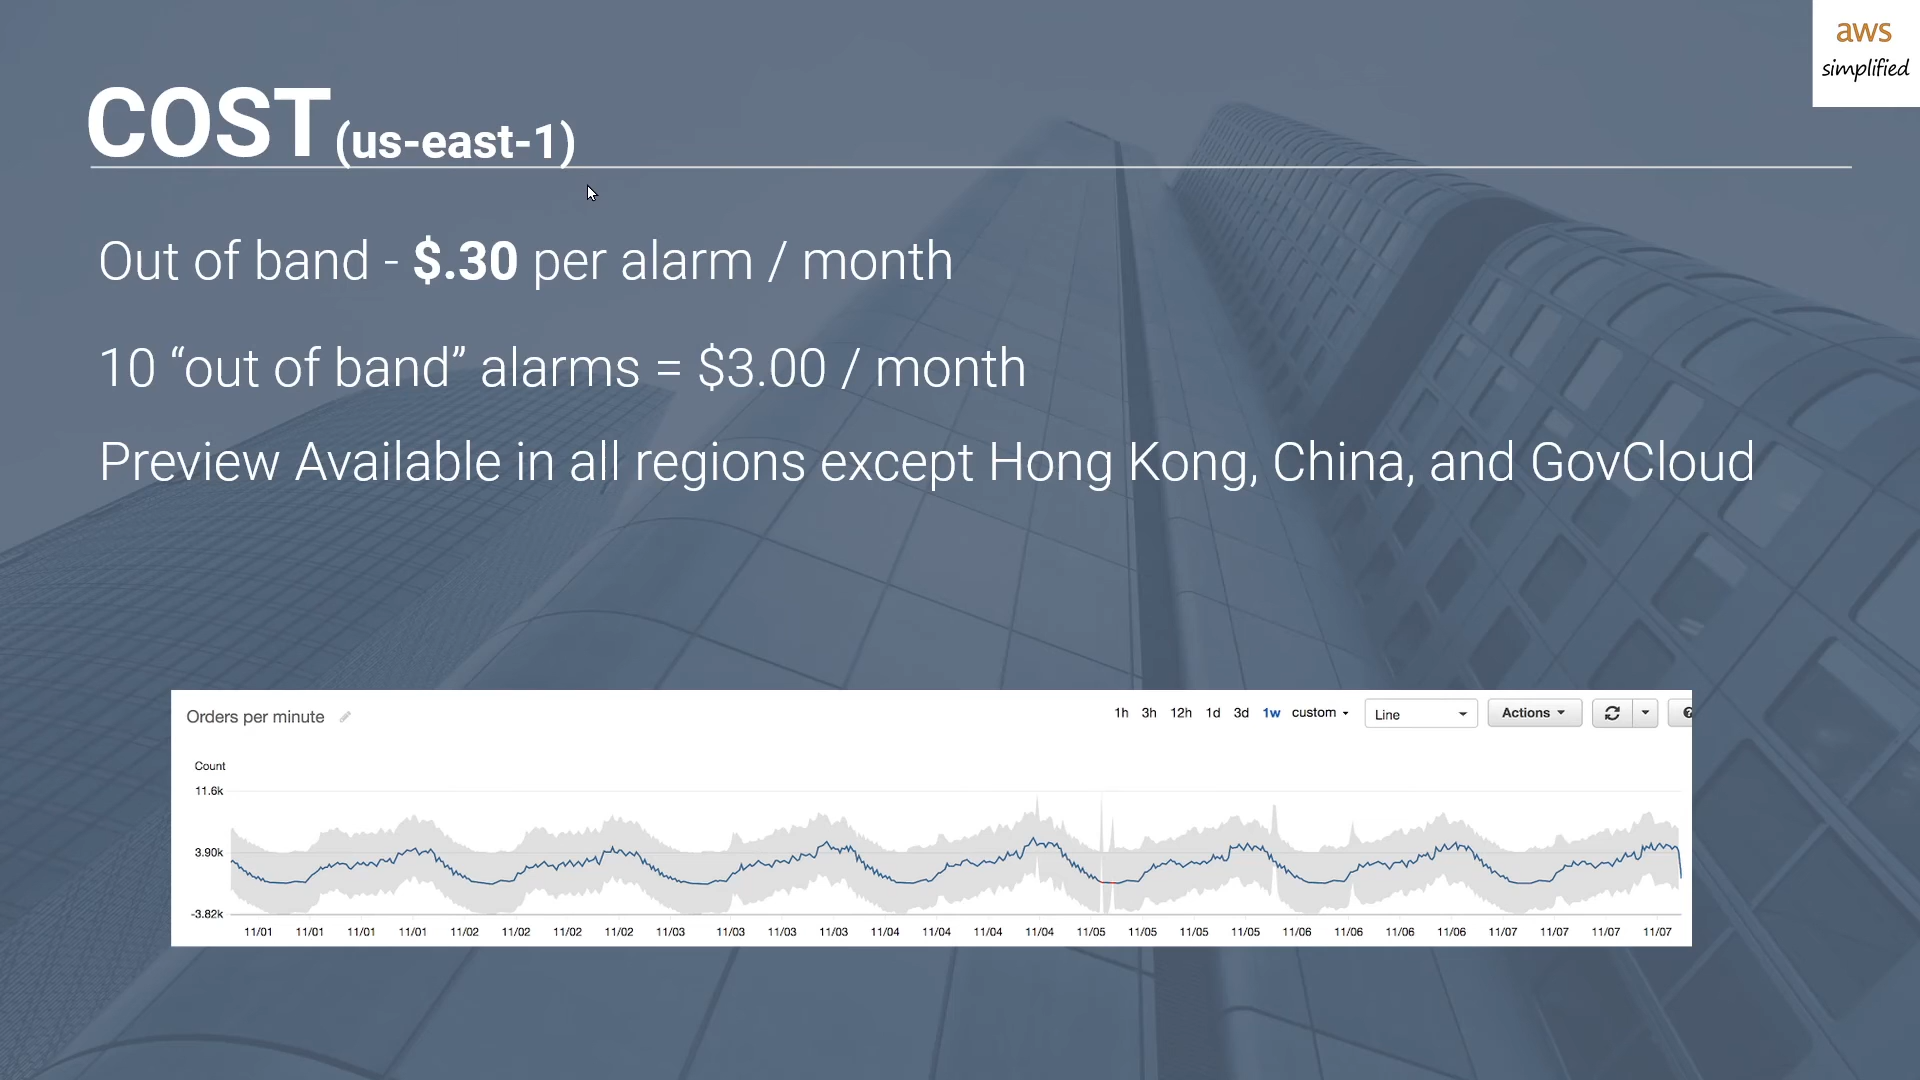 aws
simplified
COST (us-east-1)
Out of band - $.30 per alarm / month
10 “out of band” alarms = $3.00 / month
Preview Available in all regions except Hong Kong, China, and GovCloud
Orders per minute 1h 3h 12h 1d 3d 1w custom Line Actions
Count
11.6k
3.90k
-3.82k
11/01 11/01 11/01 11/01 11/02 11/02 11/02 11/02 11/03 11/03 11/03 11/03 11/04 11/04 11/04 11/04 11/05 11/05 11/05 11/05 11/06 11/06 11/06 11/06 11/07 11/07 11/07 11/07